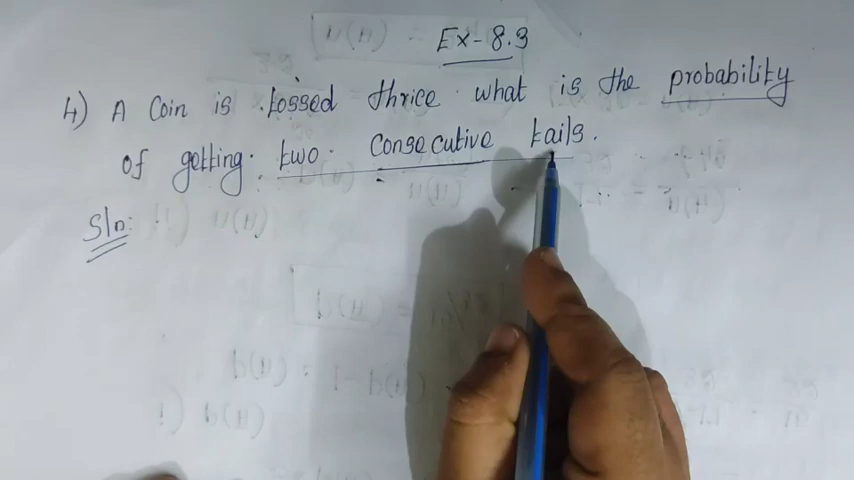 Ex-8.3
4) A Coin is tossed thrice what is the probability
of getting two consecutive tails.
Sln: